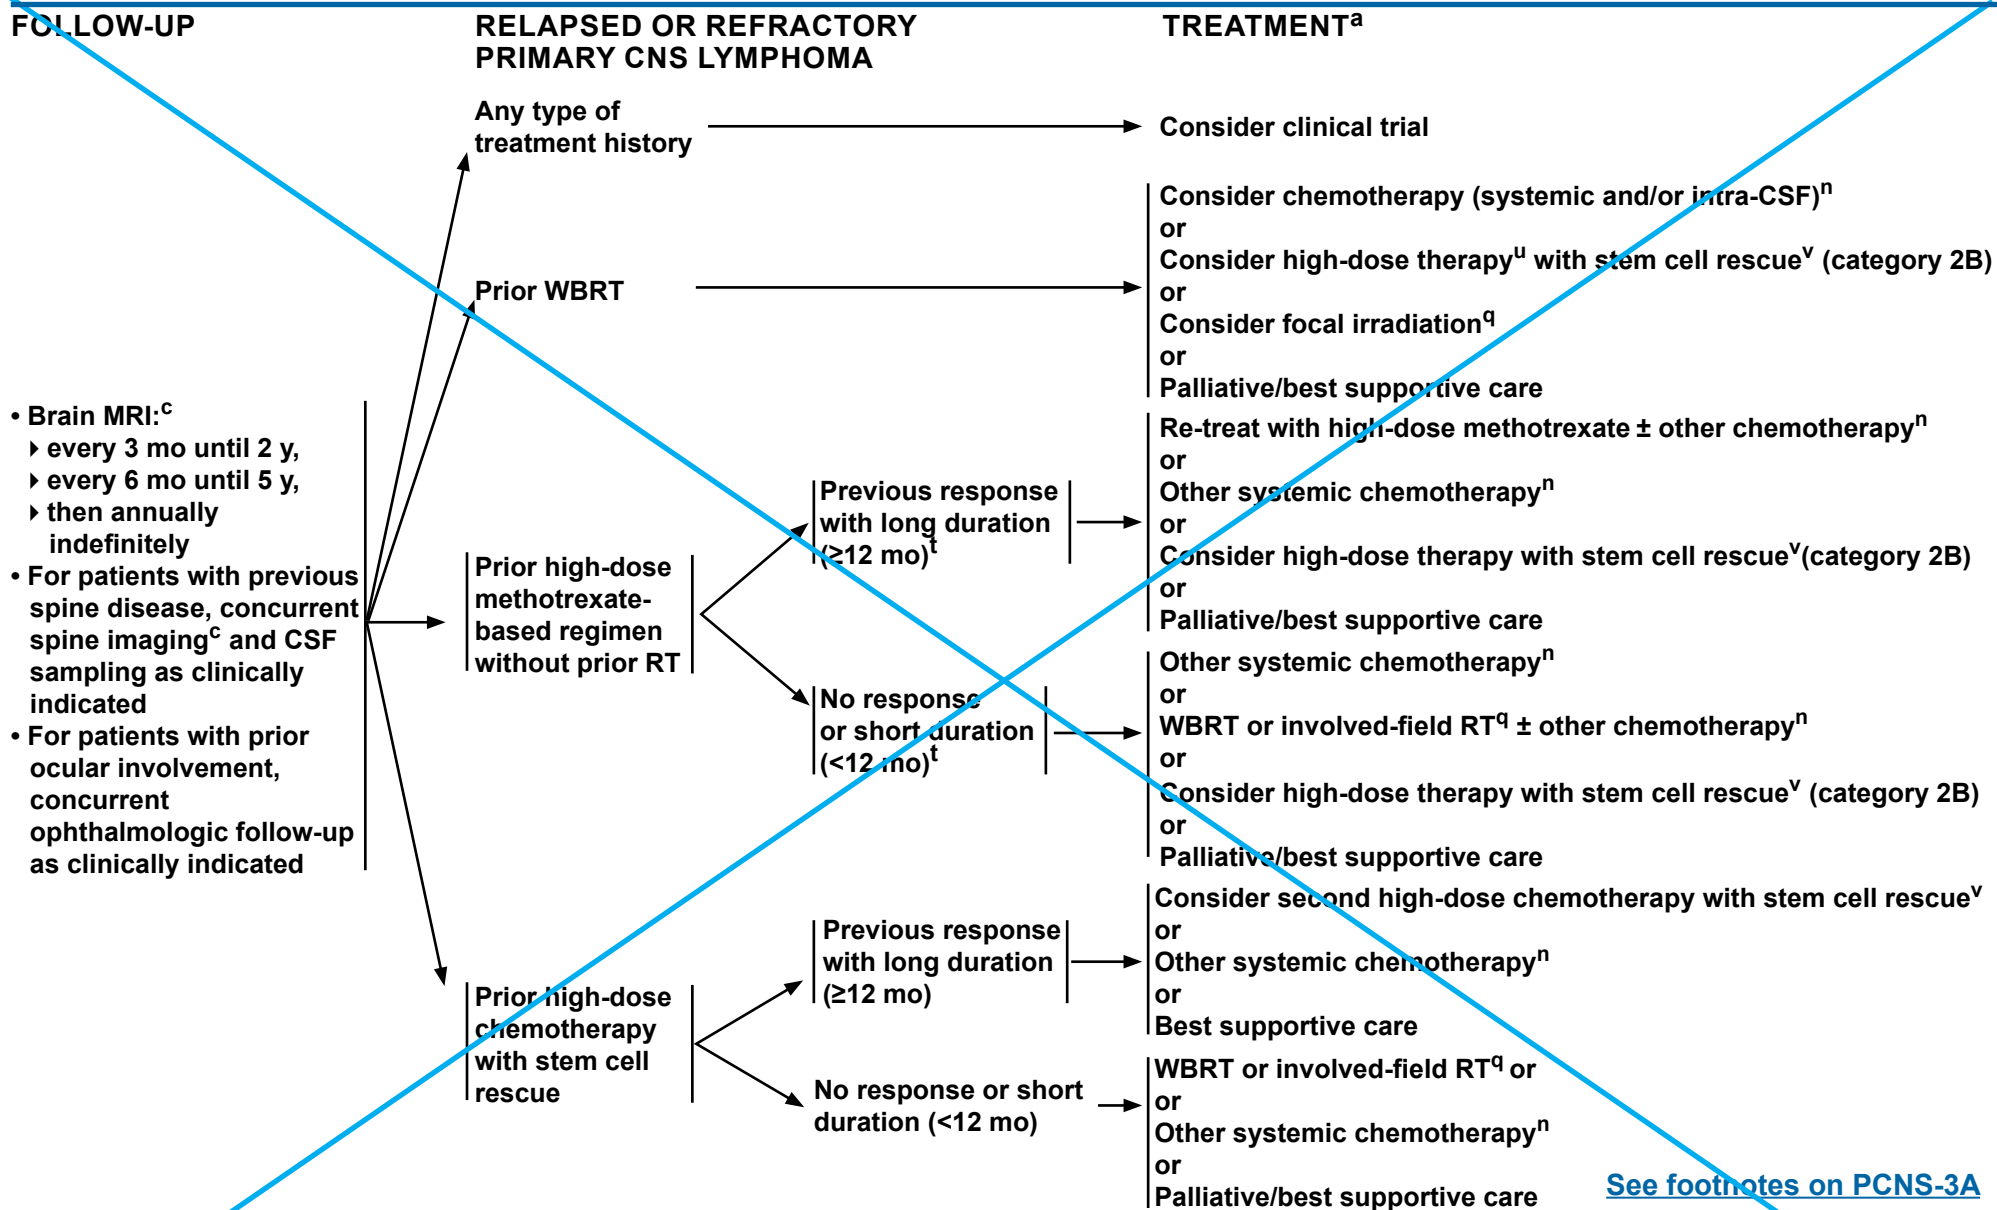 FOLLOW-UP
RELAPSED OR REFRACTORY
PRIMARY CNS LYMPHOMA
TREATMENTᵃ
• Brain MRI:ᶜ
▸ every 3 mo until 2 y,
▸ every 6 mo until 5 y,
▸ then annually
indefinitely
• For patients with previous
spine disease, concurrent
spine imagingᶜ and CSF
sampling as clinically
indicated
• For patients with prior
ocular involvement,
concurrent
ophthalmologic follow-up
as clinically indicated
Any type of
treatment history
Consider clinical trial
Prior WBRT
Consider chemotherapy (systemic and/or intra-CSF)ⁿ
or
Consider high-dose therapyᵘ with stem cell rescueᵛ (category 2B)
or
Consider focal irradiation^q
or
Palliative/best supportive care
Prior high-dose
methotrexate-
based regimen
without prior RT
Previous response
with long duration
(≥12 mo)ᵗ
Re-treat with high-dose methotrexate ± other chemotherapyⁿ
or
Other systemic chemotherapyⁿ
or
Consider high-dose therapy with stem cell rescueᵛ(category 2B)
or
Palliative/best supportive care
No response
or short duration
(<12 mo)ᵗ
Other systemic chemotherapyⁿ
or
WBRT or involved-field RT^q ± other chemotherapyⁿ
or
Consider high-dose therapy with stem cell rescueᵛ (category 2B)
or
Palliative/best supportive care
Prior high-dose
chemotherapy
with stem cell
rescue
Previous response
with long duration
(≥12 mo)
Consider second high-dose chemotherapy with stem cell rescueᵛ
or
Other systemic chemotherapyⁿ
or
Best supportive care
No response or short
duration (<12 mo)
WBRT or involved-field RT^q or
or
Other systemic chemotherapyⁿ
or
Palliative/best supportive care
See footnotes on PCNS-3A